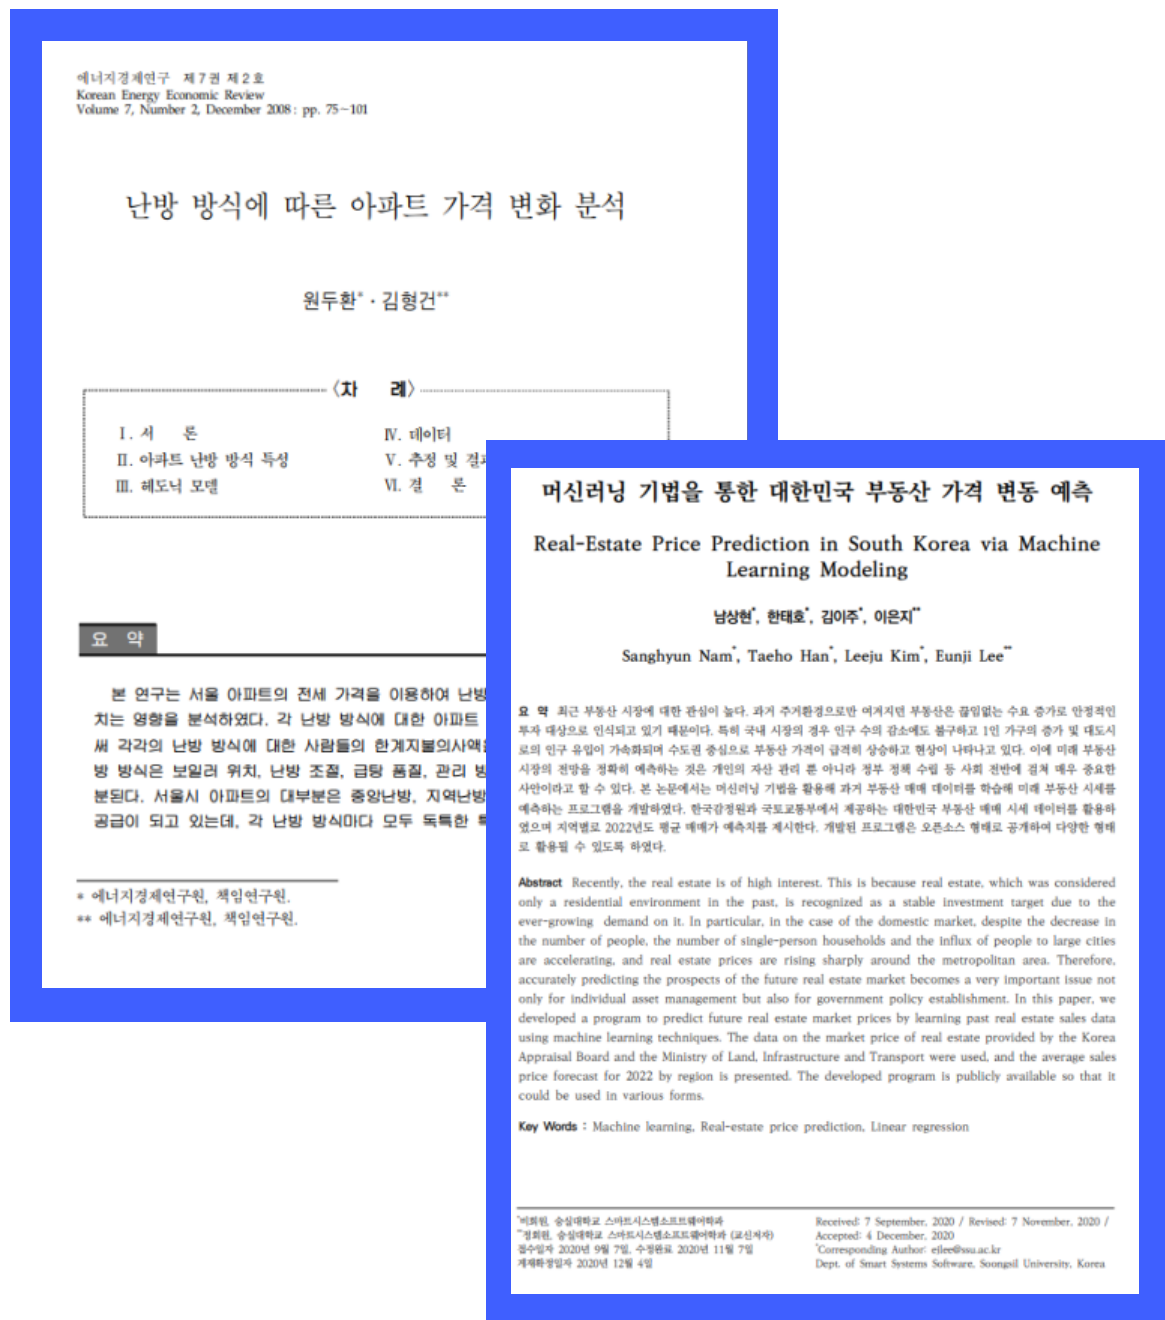 에너지경제연구 제 7 권 제 2 호
Korean Energy Economic Review
Volume 7, Number 2, December 2008 : pp. 75~101
난방 방식에 따른 아파트 가격 변화 분석
원두환* · 김형건**
〈차 례〉
Ⅰ. 서 론
Ⅱ. 아파트 난방 방식 특성
Ⅲ. 헤도닉 모델
Ⅳ. 데이터
Ⅴ. 추정 및 결과
Ⅵ. 결 론
요 약
본 연구는 서울 아파트의 전세 가격을 이용하여 난방
치는 영향을 분석하였다. 각 난방 방식에 대한 아파트
써 각각의 난방 방식에 대한 사람들의 한계지불의사액을
방 방식은 보일러 위치, 난방 조절, 급탕 품질, 관리 방
분된다. 서울시 아파트의 대부분은 중앙난방, 지역난방
공급이 되고 있는데, 각 난방 방식마다 모두 독특한 특
* 에너지경제연구원, 책임연구원.
** 에너지경제연구원, 책임연구원.
머신러닝 기법을 통한 대한민국 부동산 가격 변동 예측
Real-Estate Price Prediction in South Korea via Machine
Learning Modeling
남상현*, 한태호*, 김이주*, 이은지**
Sanghyun Nam*, Taeho Han*, Leeju Kim*, Eunji Lee**
요 약 최근 부동산 시장에 대한 관심이 높다. 과거 주거환경으로만 여겨지던 부동산은 끊임없는 수요 증가로 안정적인
투자 대상으로 인식되고 있기 때문이다. 특히 국내 시장의 경우 인구 수의 감소에도 불구하고 1인 가구의 증가 및 대도시
로의 인구 유입이 가속화되며 수도권 중심으로 부동산 가격이 급격히 상승하고 현상이 나타나고 있다. 이에 미래 부동산
시장의 전망을 정확히 예측하는 것은 개인의 자산 관리 뿐 아니라 정부 정책 수립 등 사회 전반에 걸쳐 매우 중요한
사안이라고 할 수 있다. 본 논문에서는 머신러닝 기법을 활용해 과거 부동산 매매 데이터를 학습해 미래 부동산 시세를
예측하는 프로그램을 개발하였다. 한국감정원과 국토교통부에서 제공하는 대한민국 부동산 매매 시세 데이터를 활용하
였으며 지역별로 2022년도 평균 매매가 예측치를 제시한다. 개발된 프로그램은 오픈소스 형태로 공개하여 다양한 형태
로 활용될 수 있도록 하였다.
Abstract Recently, the real estate is of high interest. This is because real estate, which was considered
only a residential environment in the past, is recognized as a stable investment target due to the
ever-growing demand on it. In particular, in the case of the domestic market, despite the decrease in
the number of people, the number of single-person households and the influx of people to large cities
are accelerating, and real estate prices are rising sharply around the metropolitan area. Therefore,
accurately predicting the prospects of the future real estate market becomes a very important issue not
only for individual asset management but also for government policy establishment. In this paper, we
developed a program to predict future real estate market prices by learning past real estate sales data
using machine learning techniques. The data on the market price of real estate provided by the Korea
Appraisal Board and the Ministry of Land, Infrastructure and Transport were used, and the average sales
price forecast for 2022 by region is presented. The developed program is publicly available so that it
could be used in various forms.
Key Words : Machine learning, Real-estate price prediction, Linear regression
*비회원, 숭실대학교 스마트시스템소프트웨어학과
**정회원, 숭실대학교 스마트시스템소프트웨어학과 (교신저자)
접수일자 2020년 9월 7일, 수정완료 2020년 11월 7일
게재확정일자 2020년 12월 4일
Received: 7 September, 2020 / Revised: 7 November, 2020 /
Accepted: 4 December, 2020
*Corresponding Author: ejlee@ssu.ac.kr
Dept. of Smart Systems Software, Soongsil University, Korea